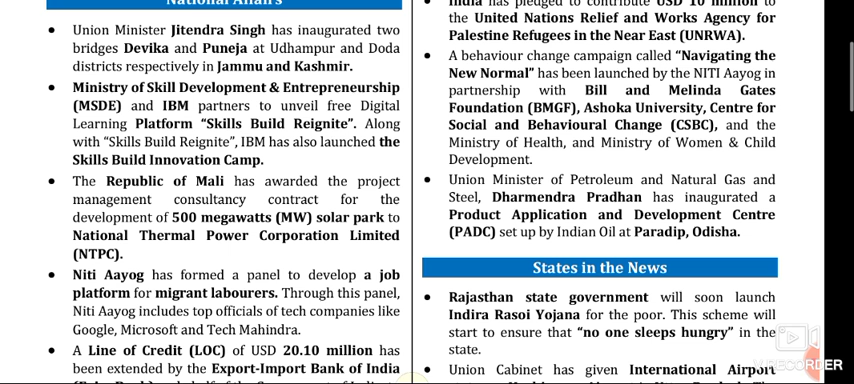 National Affairs
• Union Minister Jitendra Singh has inaugurated two
bridges Devika and Puneja at Udhampur and Doda
districts respectively in Jammu and Kashmir.
• Ministry of Skill Development & Entrepreneurship
(MSDE) and IBM partners to unveil free Digital
Learning Platform “Skills Build Reignite”. Along
with “Skills Build Reignite”, IBM has also launched the
Skills Build Innovation Camp.
• The Republic of Mali has awarded the project
management consultancy contract for the
development of 500 megawatts (MW) solar park to
National Thermal Power Corporation Limited
(NTPC).
• Niti Aayog has formed a panel to develop a job
platform for migrant labourers. Through this panel,
Niti Aayog includes top officials of tech companies like
Google, Microsoft and Tech Mahindra.
• A Line of Credit (LOC) of USD 20.10 million has
been extended by the Export-Import Bank of India
India has pledged to contribute USD 10 million to
the United Nations Relief and Works Agency for
Palestine Refugees in the Near East (UNRWA).
• A behaviour change campaign called “Navigating the
New Normal” has been launched by the NITI Aayog in
partnership with Bill and Melinda Gates
Foundation (BMGF), Ashoka University, Centre for
Social and Behavioural Change (CSBC), and the
Ministry of Health, and Ministry of Women & Child
Development.
• Union Minister of Petroleum and Natural Gas and
Steel, Dharmendra Pradhan has inaugurated a
Product Application and Development Centre
(PADC) set up by Indian Oil at Paradip, Odisha.
States in the News
• Rajasthan state government will soon launch
Indira Rasoi Yojana for the poor. This scheme will
start to ensure that “no one sleeps hungry” in the
state.
• Union Cabinet has given International Airport
RECORDER